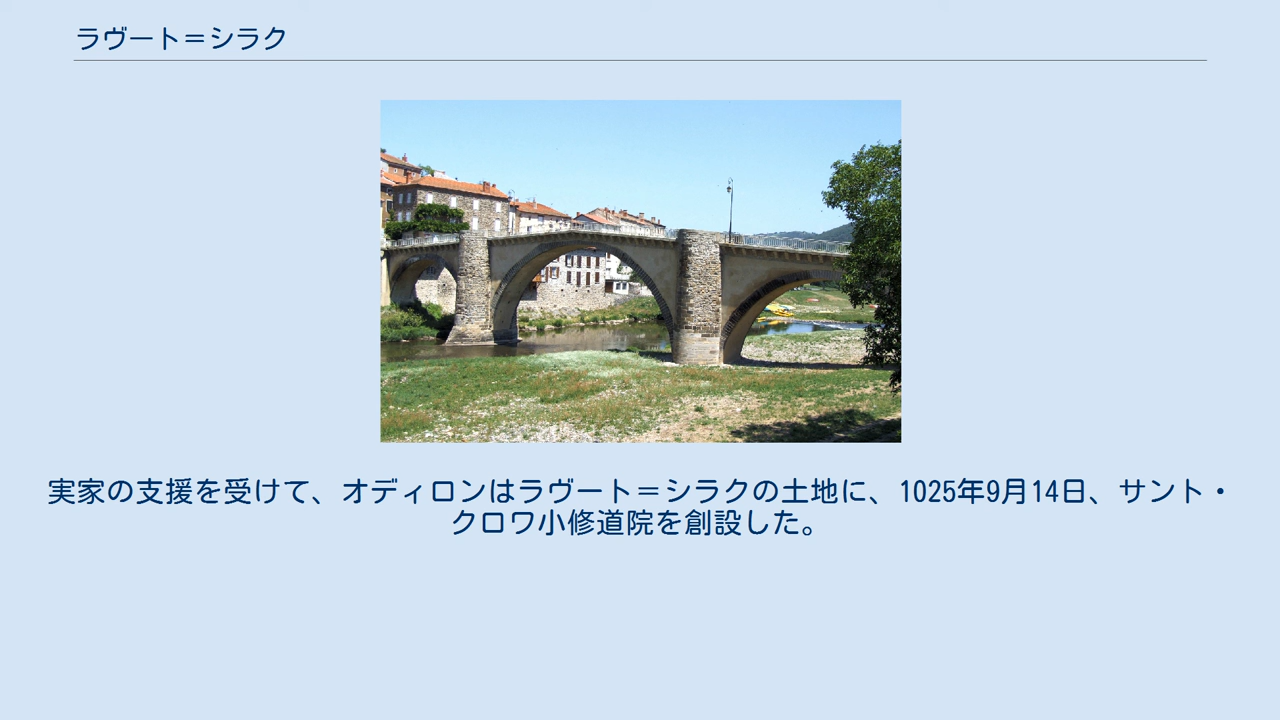 ラヴート＝シラク
実家の支援を受けて、オディロンはラヴート＝シラクの土地に、1025年9月14日、サント・
クロワ小修道院を創設した。